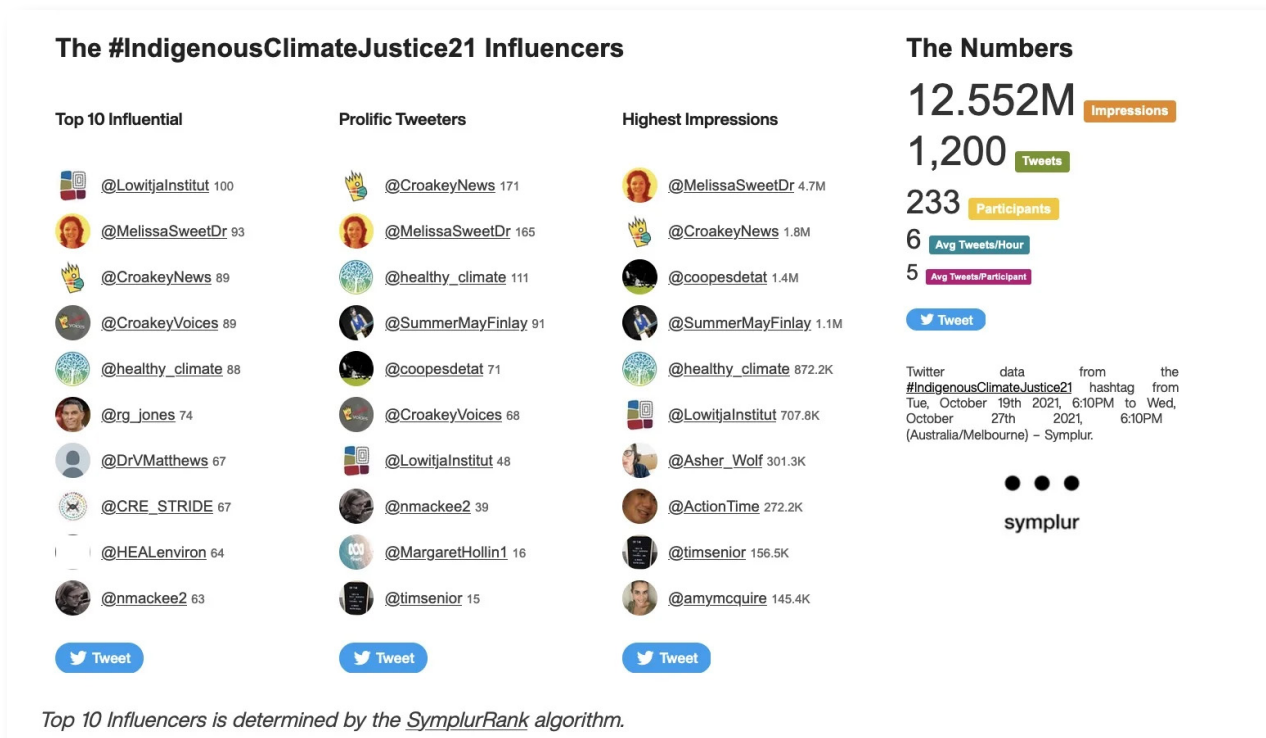 The #IndigenousClimateJustice21 Influencers
Top 10 Influential
@LowitjaInstitut 100
@MelissaSweetDr 93
@CroakeyNews 89
@CroakeyVoices 89
@healthy_climate 88
@rg_jones 74
@DrVMatthews 67
@CRE_STRIDE 67
@HEALenviron 64
@nmackee2 63
Tweet
Prolific Tweeters
@CroakeyNews 171
@MelissaSweetDr 165
@healthy_climate 111
@SummerMayFinlay 91
@coopesdetat 71
@CroakeyVoices 68
@LowitjaInstitut 48
@nmackee2 39
@MargaretHollin1 16
@timsenior 15
Tweet
Highest Impressions
@MelissaSweetDr 4.7M
@CroakeyNews 1.8M
@coopesdetat 1.4M
@SummerMayFinlay 1.1M
@healthy_climate 872.2K
@LowitjaInstitut 707.8K
@Asher_Wolf 301.3K
@ActionTime 272.2K
@timsenior 156.5K
@amymcquire 145.4K
Tweet
The Numbers
12.552M Impressions
1,200 Tweets
233 Participants
6 Avg Tweets/Hour
5 Avg Tweets/Participant
Tweet
Twitter data from the
#IndigenousClimateJustice21 hashtag from
Tue, October 19th 2021, 6:10PM to Wed,
October 27th 2021, 6:10PM
(Australia/Melbourne) – Symplur.
symplur
Top 10 Influencers is determined by the SymplurRank algorithm.